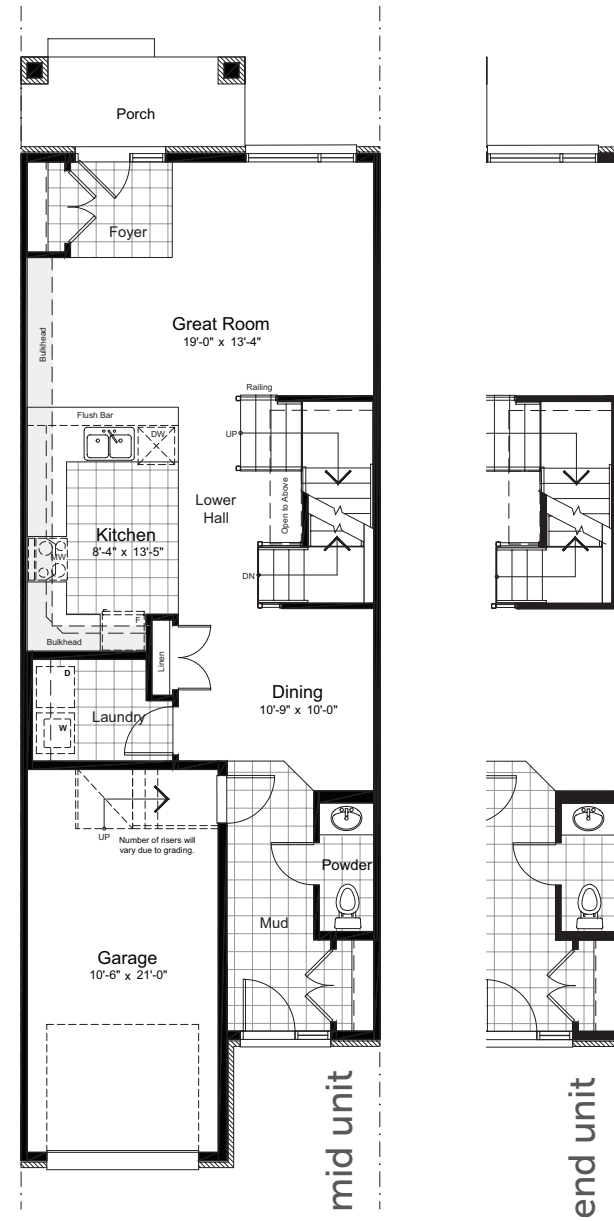 Porch
Foyer
Great Room
19'-0" x 13'-4"
Bulkhead
Railing
Flush Bar
DW
UP
Lower
Hall
Open to Above
Kitchen
8'-4" x 13'-5"
MW
DN
F
Bulkhead
Linen
D
Laundry
W
Dining
10'-9" x 10'-0"
UP
Number of risers will
vary due to grading.
Powder
Mud
Garage
10'-6" x 21'-0"
mid unit
end unit